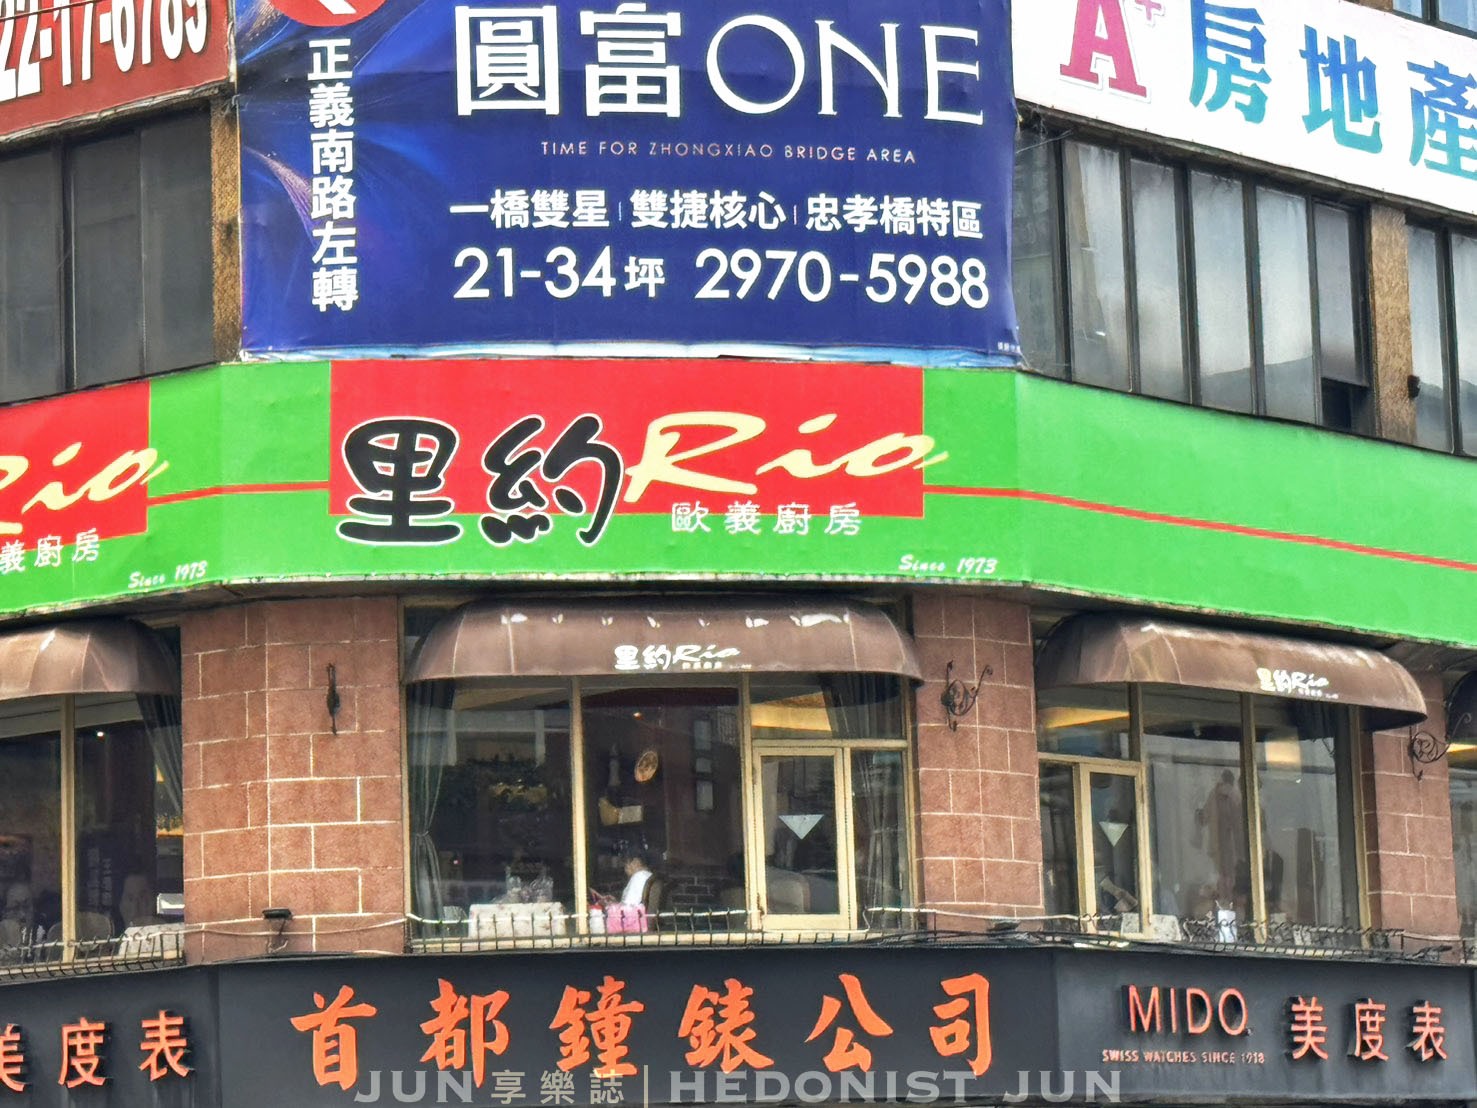 22-17-6789
正義南路左轉
圓富ONE
TIME FOR ZHONGXIAO BRIDGE AREA
一橋雙星|雙捷核心|忠孝橋特區
21-34坪 2970-5988
A+房地產
Rio
義廚房
Since 1973
里約Rio
歐義廚房
Since 1973
里約Rio
里約Rio
美度表
首都鐘錶公司
MIDO 美度表
SWISS WATCHES SINCE 1918
JUN享樂誌|HEDONIST JUN